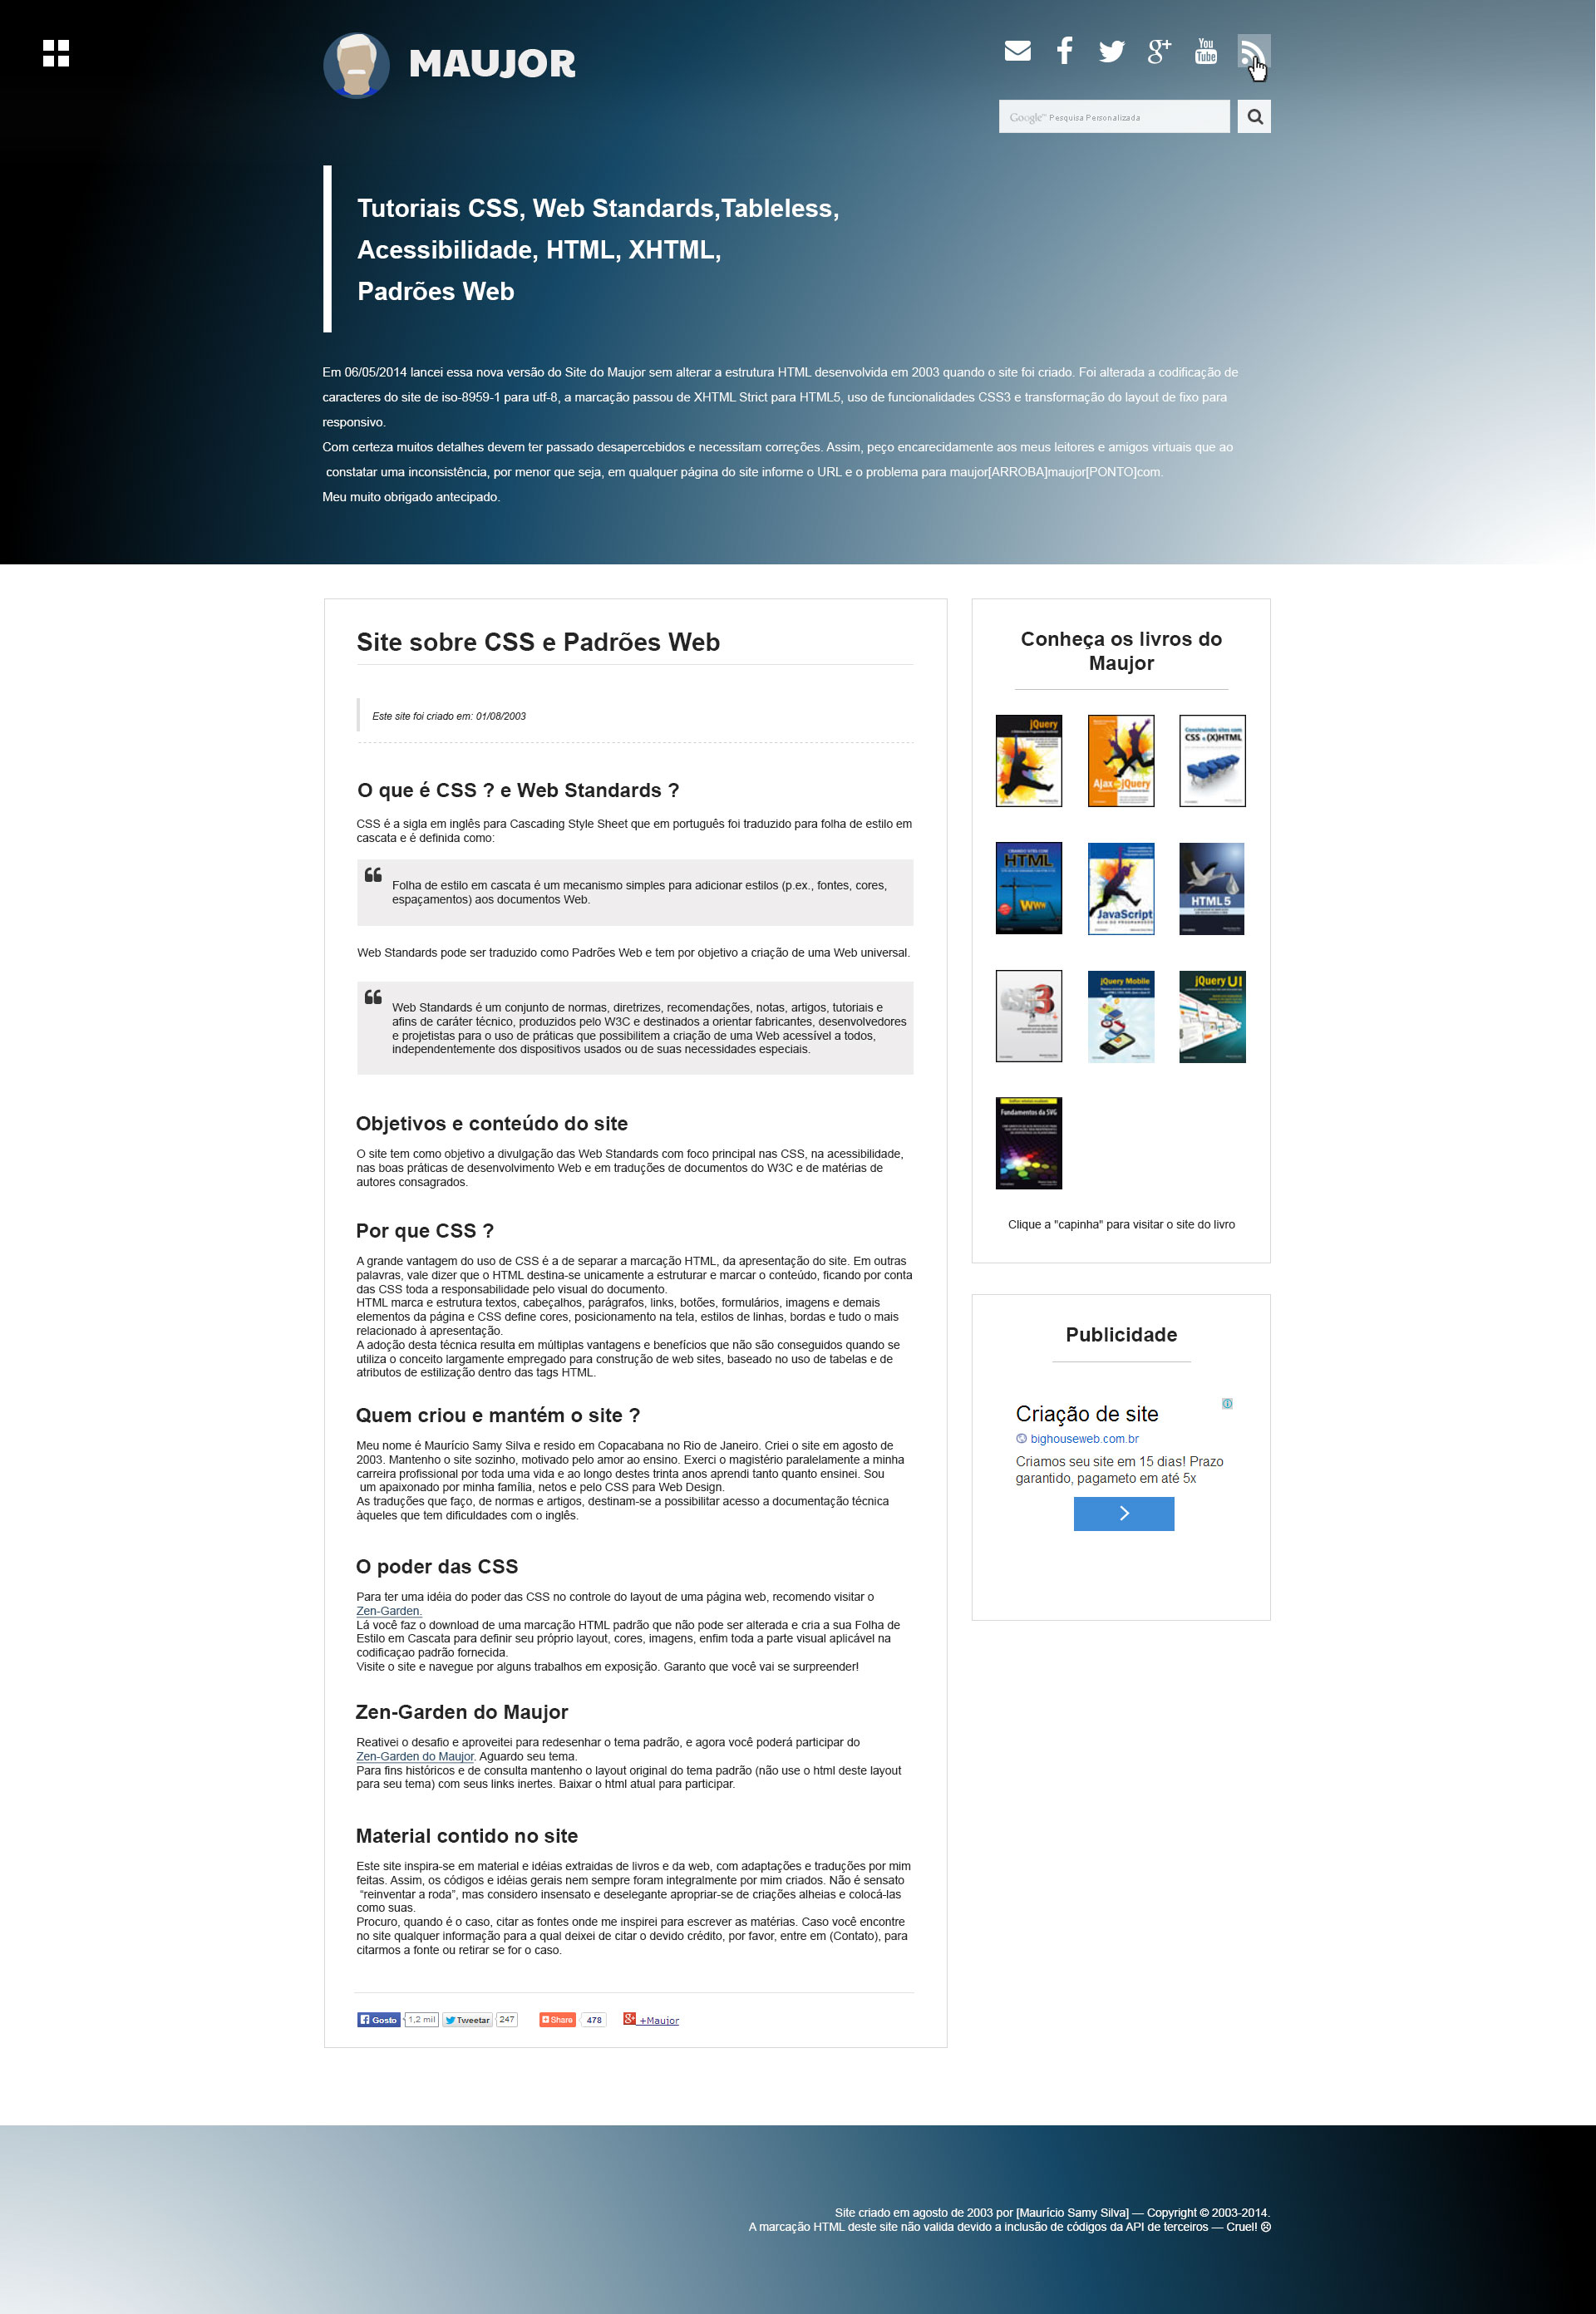 MAUJOR
You
Tube
Google™ Pesquisa Personalizada
Tutoriais CSS, Web Standards,Tableless,
Acessibilidade, HTML, XHTML,
Padrões Web
Em 06/05/2014 lancei essa nova versão do Site do Maujor sem alterar a estrutura HTML desenvolvida em 2003 quando o site foi criado. Foi alterada a codificação de
caracteres do site de iso-8959-1 para utf-8, a marcação passou de XHTML Strict para HTML5, uso de funcionalidades CSS3 e transformação do layout de fixo para
responsivo.
Com certeza muitos detalhes devem ter passado desapercebidos e necessitam correções. Assim, peço encarecidamente aos meus leitores e amigos virtuais que ao
constatar uma inconsistência, por menor que seja, em qualquer página do site informe o URL e o problema para maujor[ARROBA]maujor[PONTO]com.
Meu muito obrigado antecipado.
Site sobre CSS e Padrões Web
Este site foi criado em: 01/08/2003
O que é CSS ? e Web Standards ?
CSS é a sigla em inglês para Cascading Style Sheet que em português foi traduzido para folha de estilo em
cascata e é definida como:
Folha de estilo em cascata é um mecanismo simples para adicionar estilos (p.ex., fontes, cores,
espaçamentos) aos documentos Web.
Web Standards pode ser traduzido como Padrões Web e tem por objetivo a criação de uma Web universal.
Web Standards é um conjunto de normas, diretrizes, recomendações, notas, artigos, tutoriais e
afins de caráter técnico, produzidos pelo W3C e destinados a orientar fabricantes, desenvolvedores
e projetistas para o uso de práticas que possibilitem a criação de uma Web acessível a todos,
independentemente dos dispositivos usados ou de suas necessidades especiais.
Objetivos e conteúdo do site
O site tem como objetivo a divulgação das Web Standards com foco principal nas CSS, na acessibilidade,
nas boas práticas de desenvolvimento Web e em traduções de documentos do W3C e de matérias de
autores consagrados.
Por que CSS ?
A grande vantagem do uso de CSS é a de separar a marcação HTML, da apresentação do site. Em outras
palavras, vale dizer que o HTML destina-se unicamente a estruturar e marcar o conteúdo, ficando por conta
das CSS toda a responsabilidade pelo visual do documento.
HTML marca e estrutura textos, cabeçalhos, parágrafos, links, botões, formulários, imagens e demais
elementos da página e CSS define cores, posicionamento na tela, estilos de linhas, bordas e tudo o mais
relacionado à apresentação.
A adoção desta técnica resulta em múltiplas vantagens e benefícios que não são conseguidos quando se
utiliza o conceito largamente empregado para construção de web sites, baseado no uso de tabelas e de
atributos de estilização dentro das tags HTML.
Quem criou e mantém o site ?
Meu nome é Maurício Samy Silva e resido em Copacabana no Rio de Janeiro. Criei o site em agosto de
2003. Mantenho o site sozinho, motivado pelo amor ao ensino. Exerci o magistério paralelamente a minha
carreira profissional por toda uma vida e ao longo destes trinta anos aprendi tanto quanto ensinei. Sou
um apaixonado por minha família, netos e pelo CSS para Web Design.
As traduções que faço, de normas e artigos, destinam-se a possibilitar acesso a documentação técnica
àqueles que tem dificuldades com o inglês.
O poder das CSS
Para ter uma idéia do poder das CSS no controle do layout de uma página web, recomendo visitar o
Zen-Garden.
Lá você faz o download de uma marcação HTML padrão que não pode ser alterada e cria a sua Folha de
Estilo em Cascata para definir seu próprio layout, cores, imagens, enfim toda a parte visual aplicável na
codificaçao padrão fornecida.
Visite o site e navegue por alguns trabalhos em exposição. Garanto que você vai se surpreender!
Zen-Garden do Maujor
Reativei o desafio e aproveitei para redesenhar o tema padrão, e agora você poderá participar do
Zen-Garden do Maujor. Aguardo seu tema.
Para fins históricos e de consulta mantenho o layout original do tema padrão (não use o html deste layout
para seu tema) com seus links inertes. Baixar o html atual para participar.
Material contido no site
Este site inspira-se em material e idéias extraidas de livros e da web, com adaptações e traduções por mim
feitas. Assim, os códigos e idéias gerais nem sempre foram integralmente por mim criados. Não é sensato
“reinventar a roda”, mas considero insensato e deselegante apropriar-se de criações alheias e colocá-las
como suas.
Procuro, quando é o caso, citar as fontes onde me inspirei para escrever as matérias. Caso você encontre
no site qualquer informação para a qual deixei de citar o devido crédito, por favor, entre em (Contato), para
citarmos a fonte ou retirar se for o caso.
Gosto 1,2 mil Tweetar 247 Share 478 +Maujor
Conheça os livros do
Maujor
jQuery
Ajax com jQuery
Construindo sites com
CSS e (X)HTML
HTML
WWW
JavaScript
HTML 5
CSS3
jQuery Mobile
jQuery UI
Fundamentos da SVG
Clique a "capinha" para visitar o site do livro
Publicidade
Criação de site
bighouseweb.com.br
Criamos seu site em 15 dias! Prazo
garantido, pagameto em até 5x
Site criado em agosto de 2003 por [Maurício Samy Silva] — Copyright © 2003-2014.
A marcação HTML deste site não valida devido a inclusão de códigos da API de terceiros — Cruel! ☹